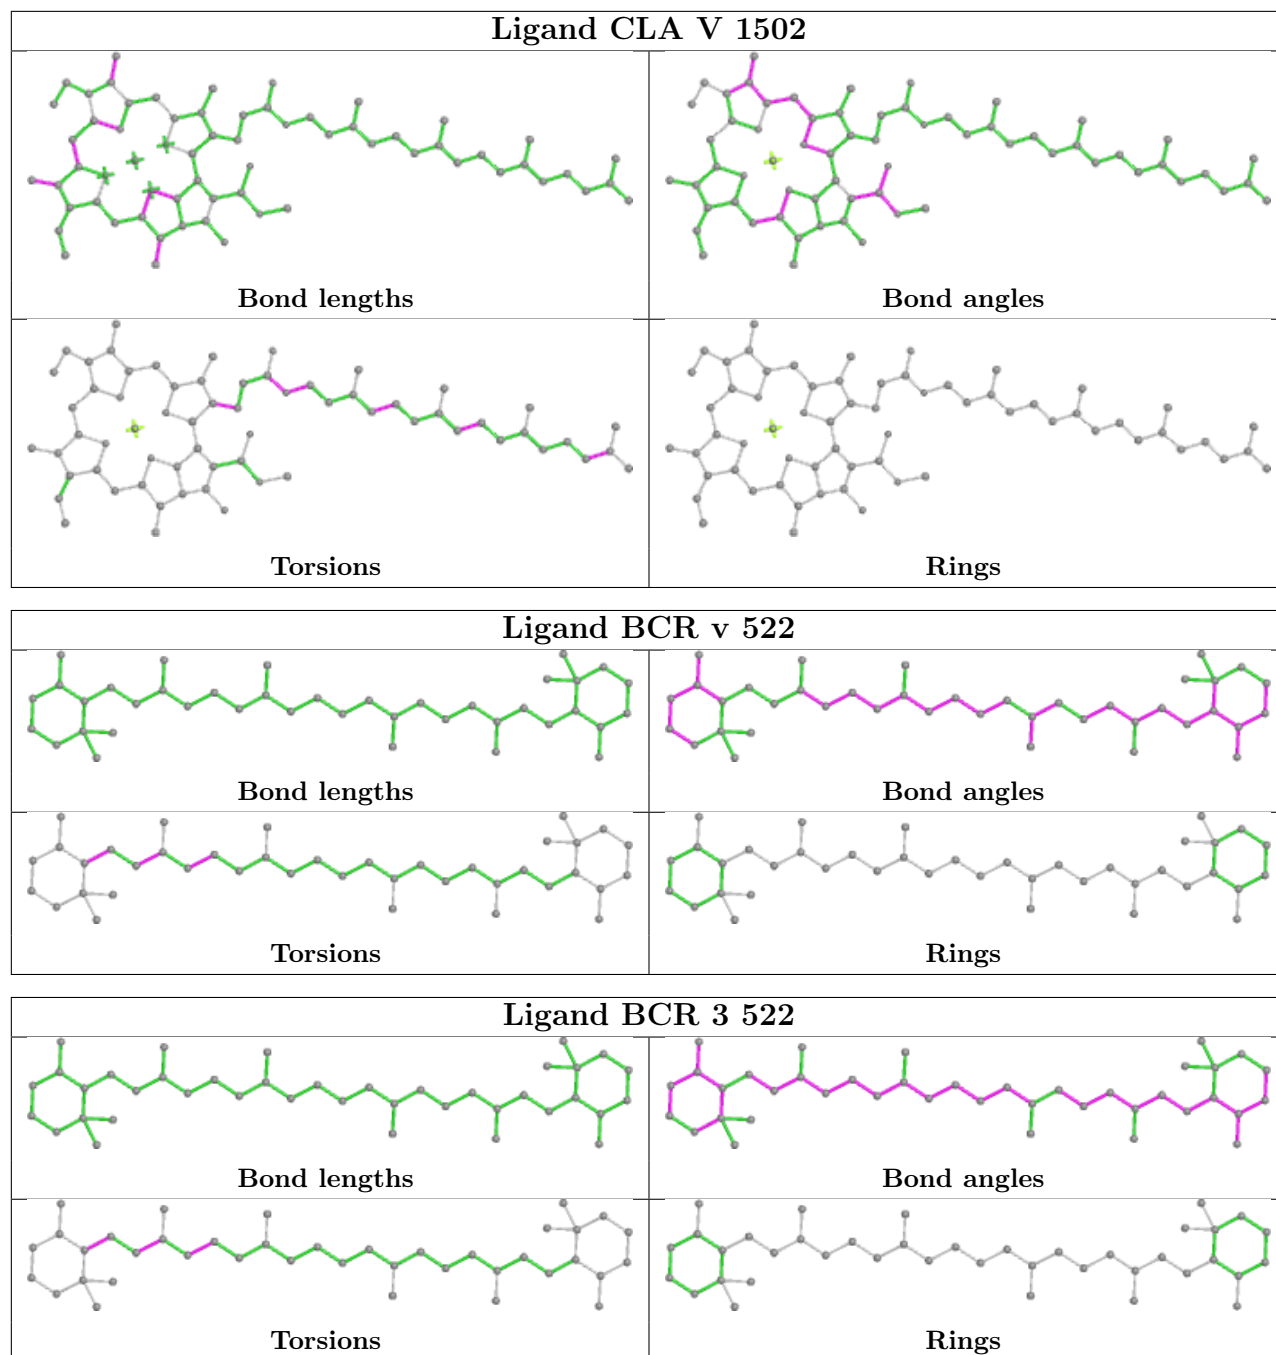 Ligand CLA V 1502
Bond lengths
Bond angles
Torsions
Rings
Ligand BCR v 522
Bond lengths
Bond angles
Torsions
Rings
Ligand BCR 3 522
Bond lengths
Bond angles
Torsions
Rings